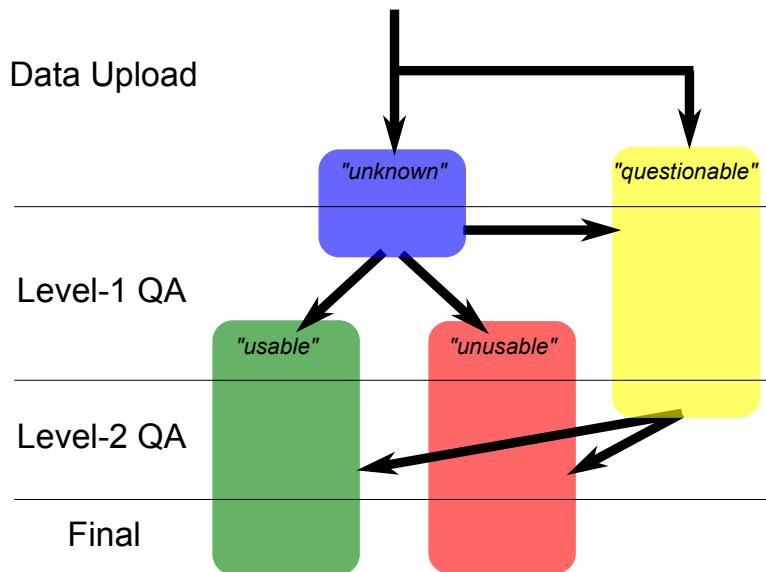 Data Upload
"unknown"
"questionable"
Level-1 QA
"usable"
"unusable"
Level-2 QA
Final